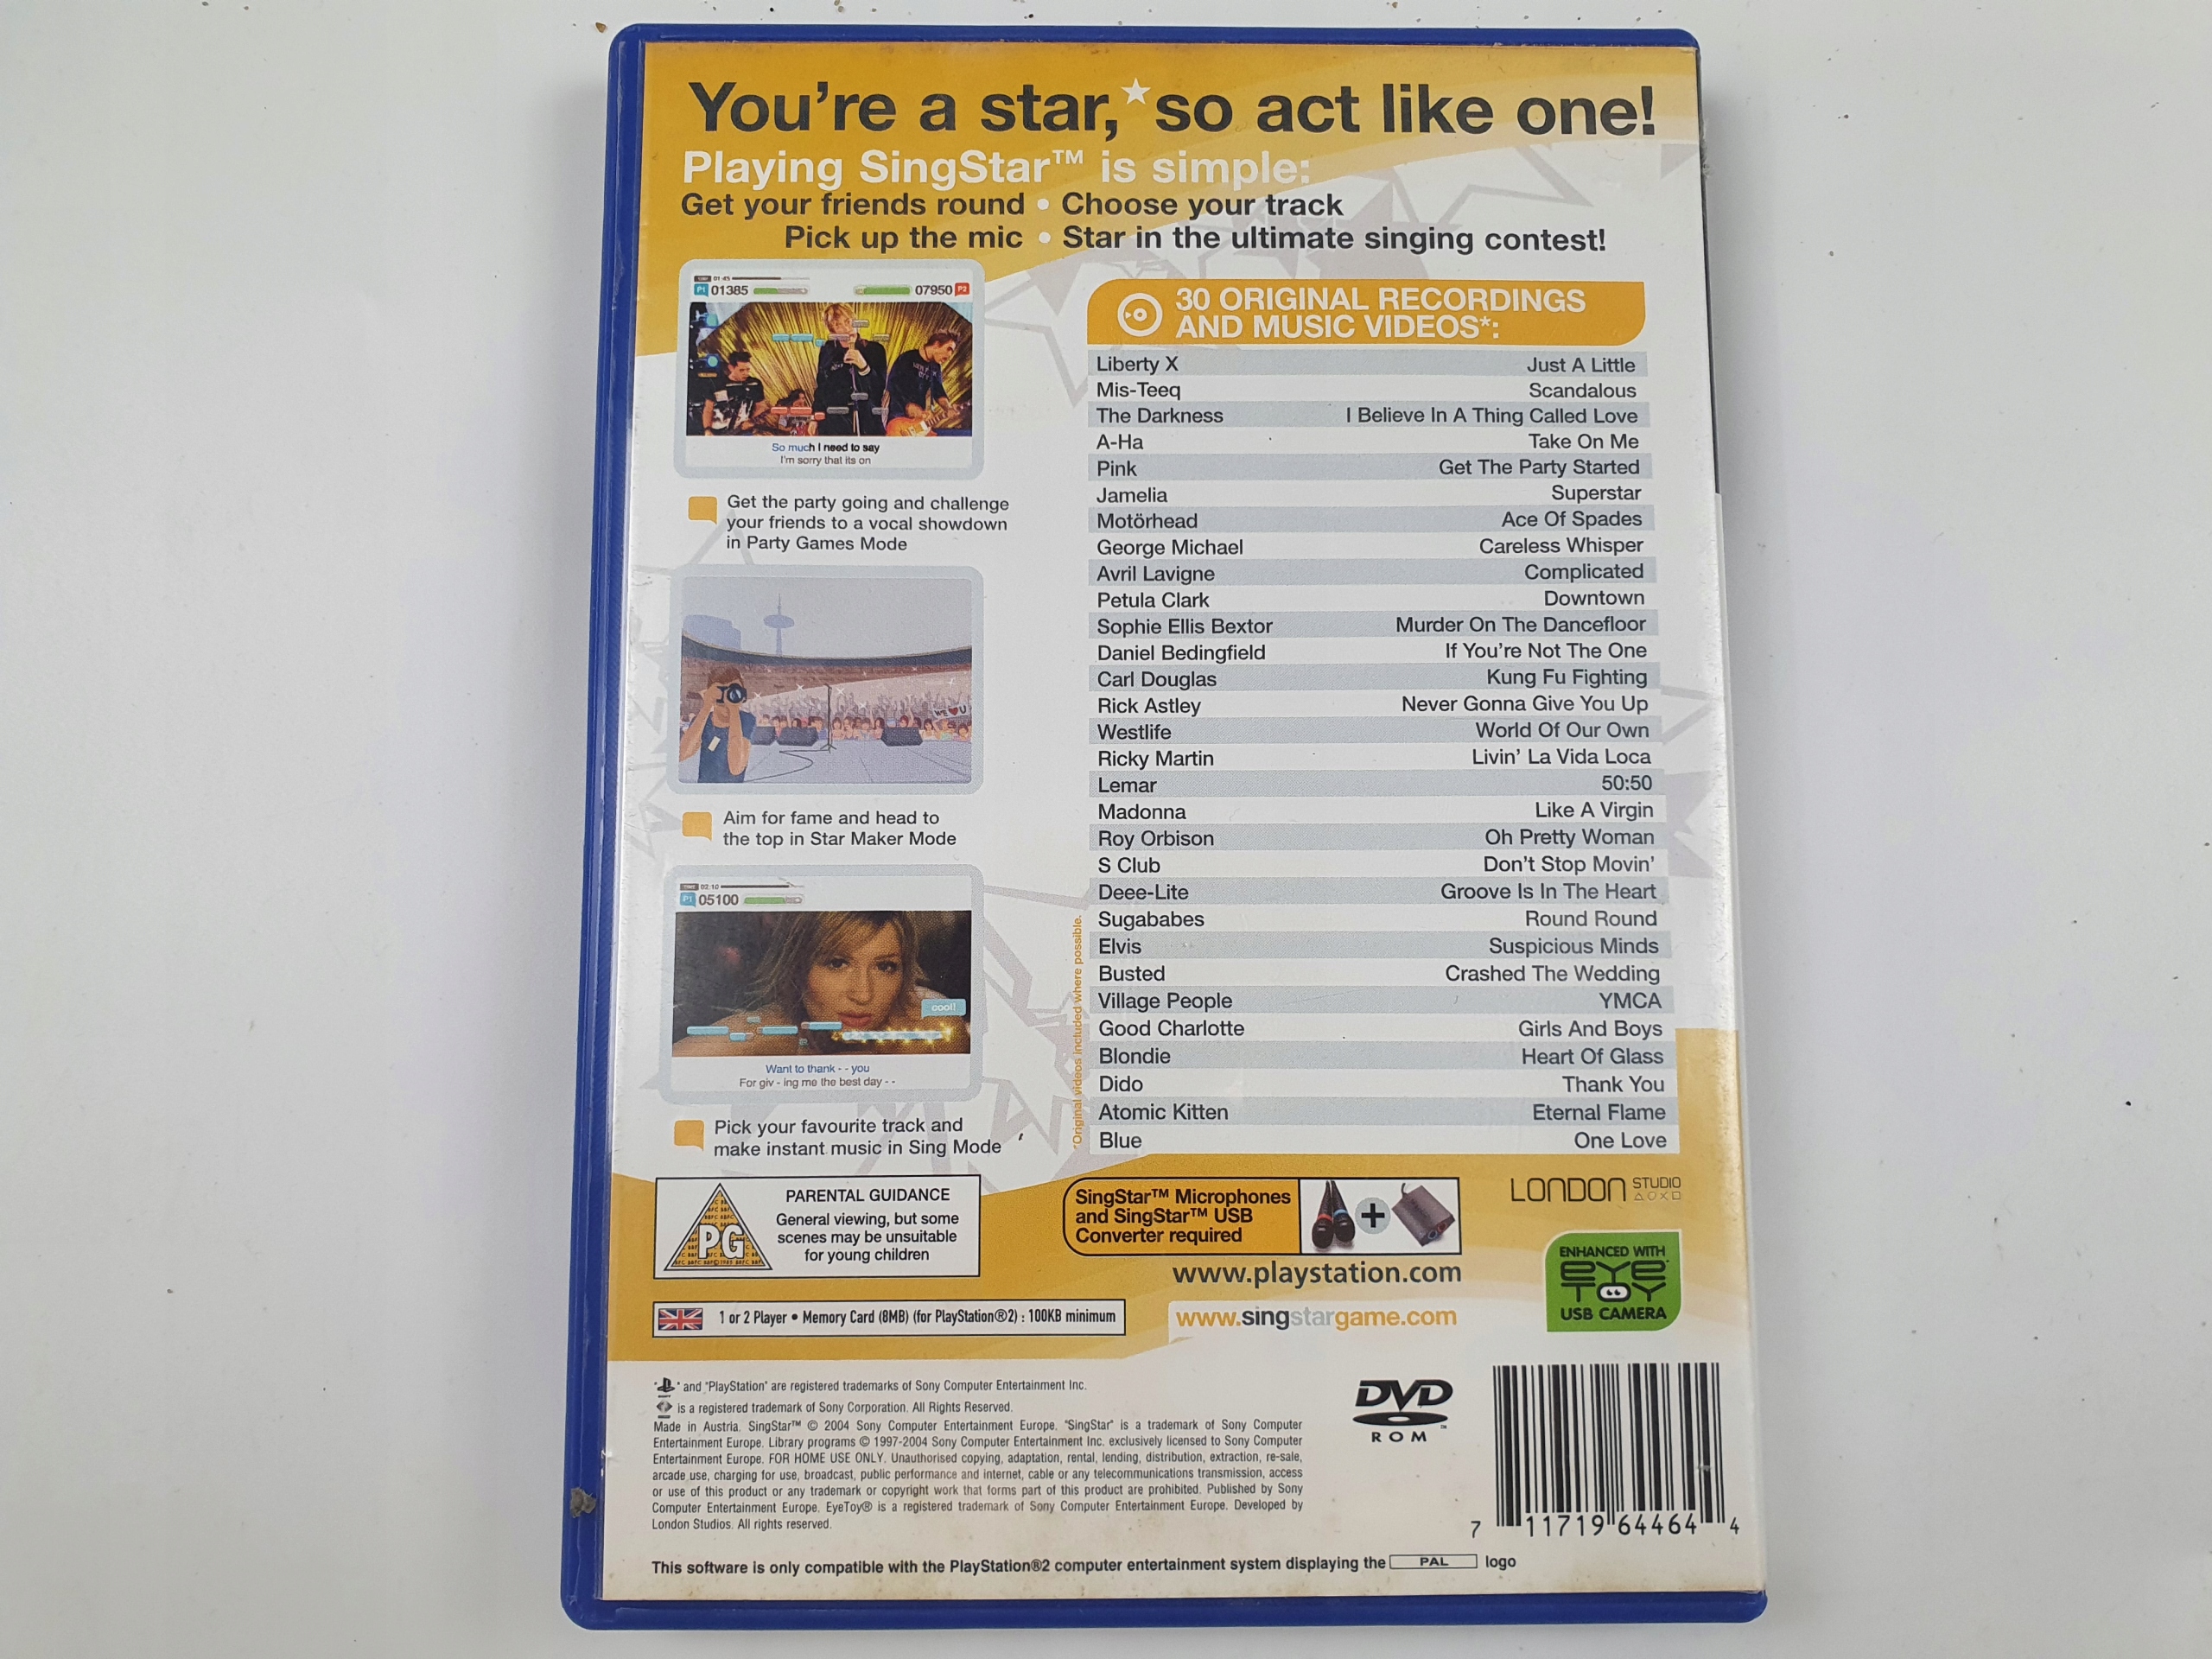 You're a star,★so act like one!
Playing SingStar™ is simple:
Get your friends round • Choose your track
Pick up the mic • Star in the ultimate singing contest!
TIME 01:45
P1 01385
07950 P2
So much I need to say
I'm sorry that its on
Get the party going and challenge
your friends to a vocal showdown
in Party Games Mode
WE ♥ U
Aim for fame and head to
the top in Star Maker Mode
TIME 02:10
P1 05100
cool!
Want to thank - - you
For giv - ing me the best day - -
Pick your favourite track and
make instant music in Sing Mode
30 ORIGINAL RECORDINGS
AND MUSIC VIDEOS*:
Liberty X Just A Little
Mis-Teeq Scandalous
The Darkness I Believe In A Thing Called Love
A-Ha Take On Me
Pink Get The Party Started
Jamelia Superstar
Motörhead Ace Of Spades
George Michael Careless Whisper
Avril Lavigne Complicated
Petula Clark Downtown
Sophie Ellis Bextor Murder On The Dancefloor
Daniel Bedingfield If You're Not The One
Carl Douglas Kung Fu Fighting
Rick Astley Never Gonna Give You Up
Westlife World Of Our Own
Ricky Martin Livin' La Vida Loca
Lemar 50:50
Madonna Like A Virgin
Roy Orbison Oh Pretty Woman
S Club Don't Stop Movin'
Deee-Lite Groove Is In The Heart
Sugababes Round Round
Elvis Suspicious Minds
Busted Crashed The Wedding
Village People YMCA
Good Charlotte Girls And Boys
Blondie Heart Of Glass
Dido Thank You
Atomic Kitten Eternal Flame
Blue One Love
*Original videos included where possible.
PG
PARENTAL GUIDANCE
General viewing, but some
scenes may be unsuitable
for young children
SingStar™ Microphones
and SingStar™ USB
Converter required
+
LONDON STUDIO
www.playstation.com
ENHANCED WITH
EYE
TOY
USB CAMERA
1 or 2 Player • Memory Card (8MB) (for PlayStation®2) : 100KB minimum
www.singstargame.com
" " and "PlayStation" are registered trademarks of Sony Computer Entertainment Inc.
is a registered trademark of Sony Corporation. All Rights Reserved.
Made in Austria. SingStar™ © 2004 Sony Computer Entertainment Europe. "SingStar" is a trademark of Sony Computer
Entertainment Europe. Library programs © 1997-2004 Sony Computer Entertainment Inc. exclusively licensed to Sony Computer
Entertainment Europe. FOR HOME USE ONLY. Unauthorised copying, adaptation, rental, lending, distribution, extraction, re-sale,
arcade use, charging for use, broadcast, public performance and internet, cable or any telecommunications transmission, access
or use of this product or any trademark or copyright work that forms part of this product are prohibited. Published by Sony
Computer Entertainment Europe. EyeToy® is a registered trademark of Sony Computer Entertainment Europe. Developed by
London Studios. All rights reserved.
DVD
ROM
7 11719 64464 4
This software is only compatible with the PlayStation®2 computer entertainment system displaying the PAL logo